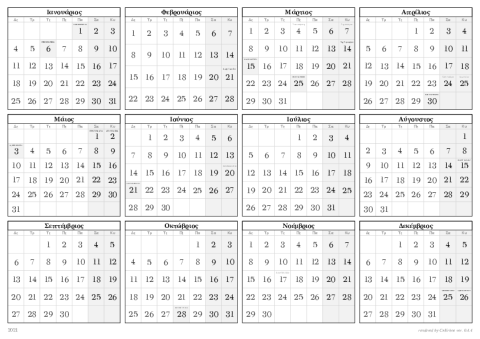 Ιανουάριος
Δε Τρ Τε Πε Πα Σα Κυ
1 2 3
4 5 6 7 8 9 10
11 12 13 14 15 16 17
18 19 20 21 22 23 24
25 26 27 28 29 30 31
Φεβρουάριος
Δε Τρ Τε Πε Πα Σα Κυ
1 2 3 4 5 6 7
8 9 10 11 12 13 14
15 16 17 18 19 20 21
22 23 24 25 26 27 28
Μάρτιος
Δε Τρ Τε Πε Πα Σα Κυ
1 2 3 4 5 6 7
8 9 10 11 12 13 14
15 16 17 18 19 20 21
22 23 24 25 26 27 28
29 30 31
Απρίλιος
Δε Τρ Τε Πε Πα Σα Κυ
1 2 3 4
5 6 7 8 9 10 11
12 13 14 15 16 17 18
19 20 21 22 23 24 25
26 27 28 29 30
Μάιος
Δε Τρ Τε Πε Πα Σα Κυ
1 2
3 4 5 6 7 8 9
10 11 12 13 14 15 16
17 18 19 20 21 22 23
24 25 26 27 28 29 30
31
Ιούνιος
Δε Τρ Τε Πε Πα Σα Κυ
1 2 3 4 5 6
7 8 9 10 11 12 13
14 15 16 17 18 19 20
21 22 23 24 25 26 27
28 29 30
Ιούλιος
Δε Τρ Τε Πε Πα Σα Κυ
1 2 3 4
5 6 7 8 9 10 11
12 13 14 15 16 17 18
19 20 21 22 23 24 25
26 27 28 29 30 31
Αύγουστος
Δε Τρ Τε Πε Πα Σα Κυ
1
2 3 4 5 6 7 8
9 10 11 12 13 14 15
16 17 18 19 20 21 22
23 24 25 26 27 28 29
30 31
Σεπτέμβριος
Δε Τρ Τε Πε Πα Σα Κυ
1 2 3 4 5
6 7 8 9 10 11 12
13 14 15 16 17 18 19
20 21 22 23 24 25 26
27 28 29 30
Οκτώβριος
Δε Τρ Τε Πε Πα Σα Κυ
1 2 3
4 5 6 7 8 9 10
11 12 13 14 15 16 17
18 19 20 21 22 23 24
25 26 27 28 29 30 31
Νοέμβριος
Δε Τρ Τε Πε Πα Σα Κυ
1 2 3 4 5 6 7
8 9 10 11 12 13 14
15 16 17 18 19 20 21
22 23 24 25 26 27 28
29 30
Δεκέμβριος
Δε Τρ Τε Πε Πα Σα Κυ
1 2 3 4 5
6 7 8 9 10 11 12
13 14 15 16 17 18 19
20 21 22 23 24 25 26
27 28 29 30 31
2021
created by